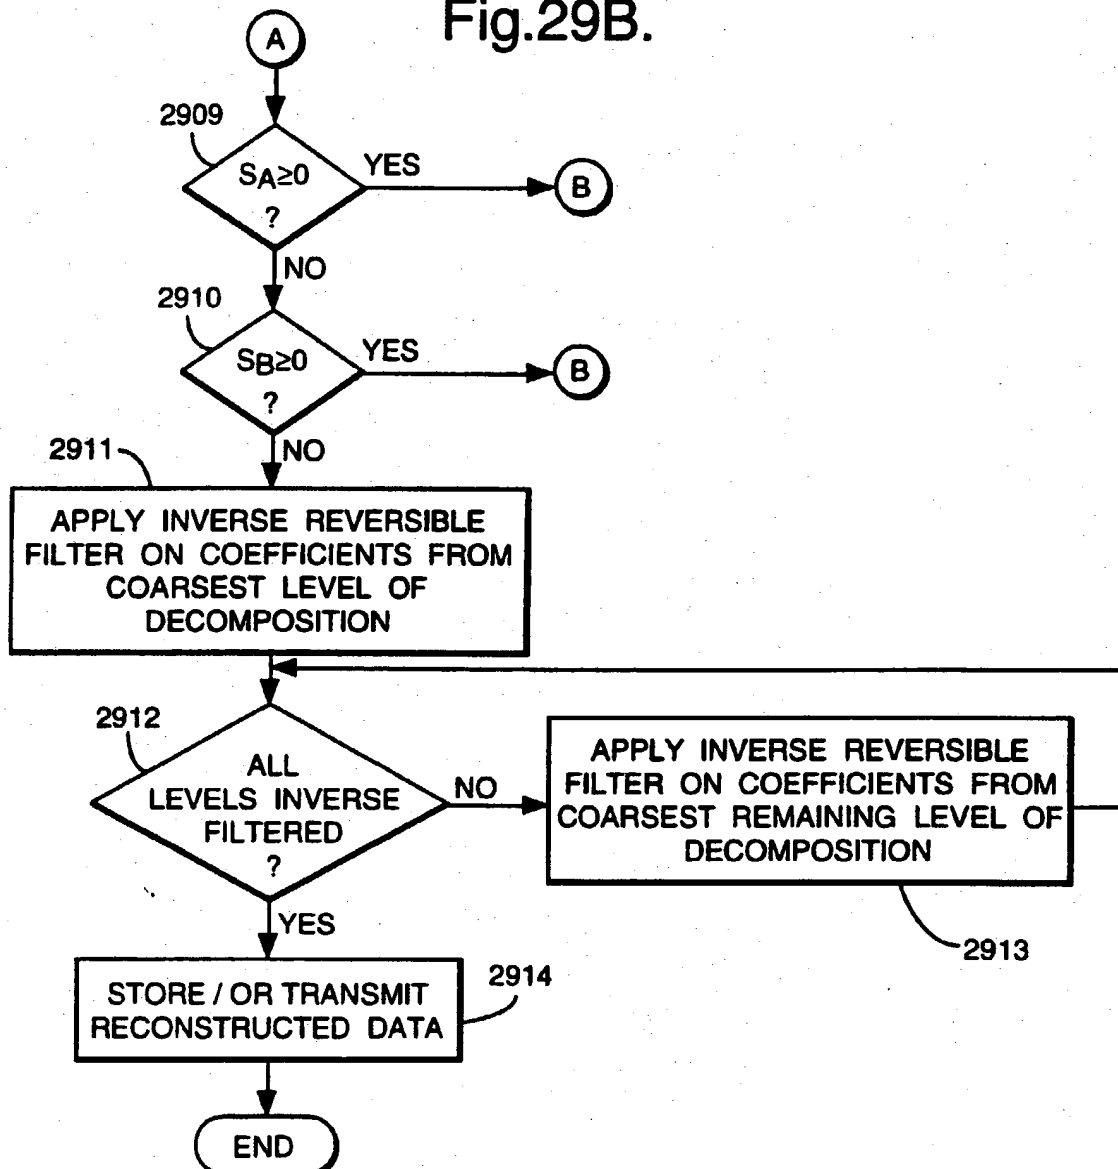 Fig.29B.
A
2909
SA≥0
?
YES
B
NO
2910
SB≥0
?
YES
B
NO
2911
APPLY INVERSE REVERSIBLE
FILTER ON COEFFICIENTS FROM
COARSEST LEVEL OF
DECOMPOSITION
2912
ALL
LEVELS INVERSE
FILTERED
?
NO
APPLY INVERSE REVERSIBLE
FILTER ON COEFFICIENTS FROM
COARSEST REMAINING LEVEL OF
DECOMPOSITION
2913
YES
STORE / OR TRANSMIT
RECONSTRUCTED DATA
2914
END